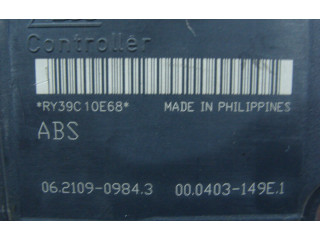 Controller
*RY39C10E68* MADE IN PHILIPPINES
ABS
06.2109-0984.3 00.0403-149E.1